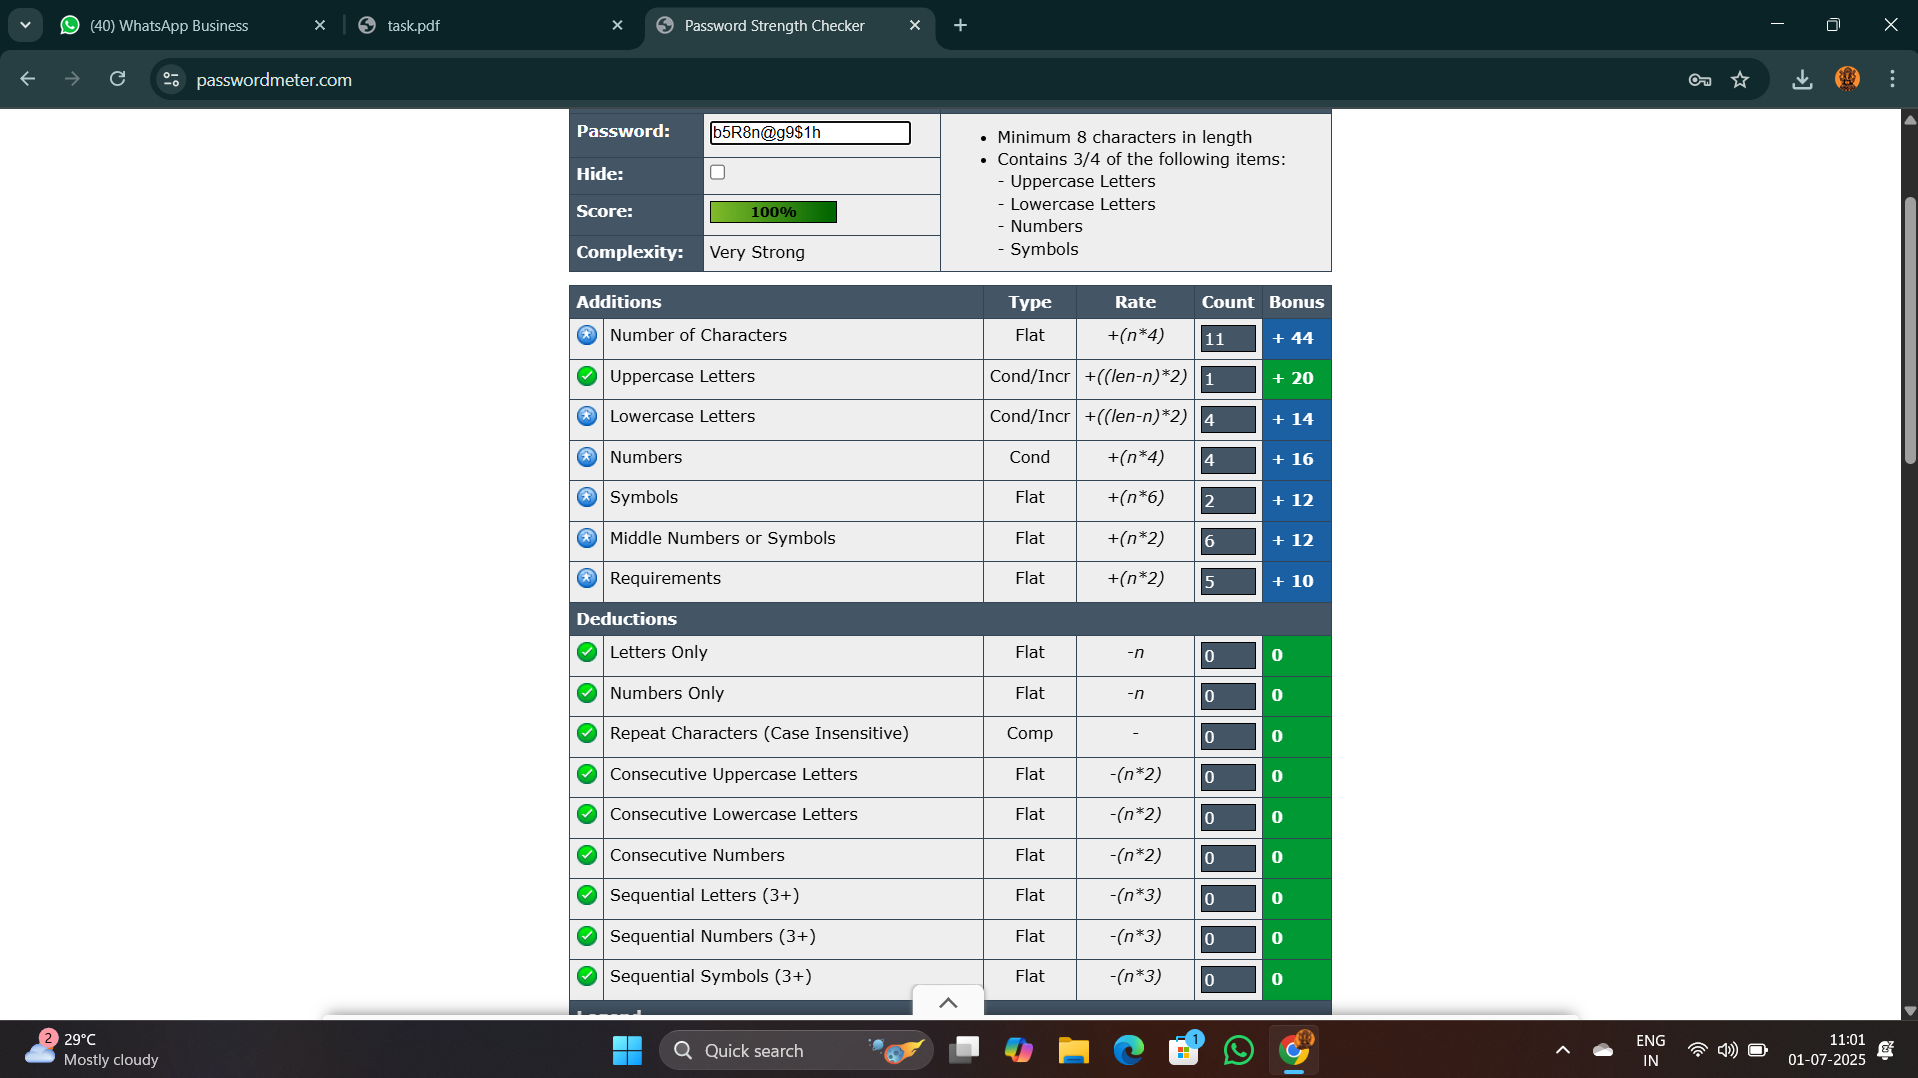 (40) WhatsApp Business
task.pdf
Password Strength Checker
passwordmeter.com
Password: b5R8n@g9$1h
Hide:
Score: 100%
Complexity: Very Strong
• Minimum 8 characters in length
• Contains 3/4 of the following items:
- Uppercase Letters
- Lowercase Letters
- Numbers
- Symbols
Additions Type Rate Count Bonus
Number of Characters Flat +(n*4) 11 + 44
Uppercase Letters Cond/Incr +((len-n)*2) 1 + 20
Lowercase Letters Cond/Incr +((len-n)*2) 4 + 14
Numbers Cond +(n*4) 4 + 16
Symbols Flat +(n*6) 2 + 12
Middle Numbers or Symbols Flat +(n*2) 6 + 12
Requirements Flat +(n*2) 5 + 10
Deductions
Letters Only Flat -n 0 0
Numbers Only Flat -n 0 0
Repeat Characters (Case Insensitive) Comp - 0 0
Consecutive Uppercase Letters Flat -(n*2) 0 0
Consecutive Lowercase Letters Flat -(n*2) 0 0
Consecutive Numbers Flat -(n*2) 0 0
Sequential Letters (3+) Flat -(n*3) 0 0
Sequential Numbers (3+) Flat -(n*3) 0 0
Sequential Symbols (3+) Flat -(n*3) 0 0
2
29°C
Mostly cloudy
Quick search
1
ENG
IN
11:01
01-07-2025